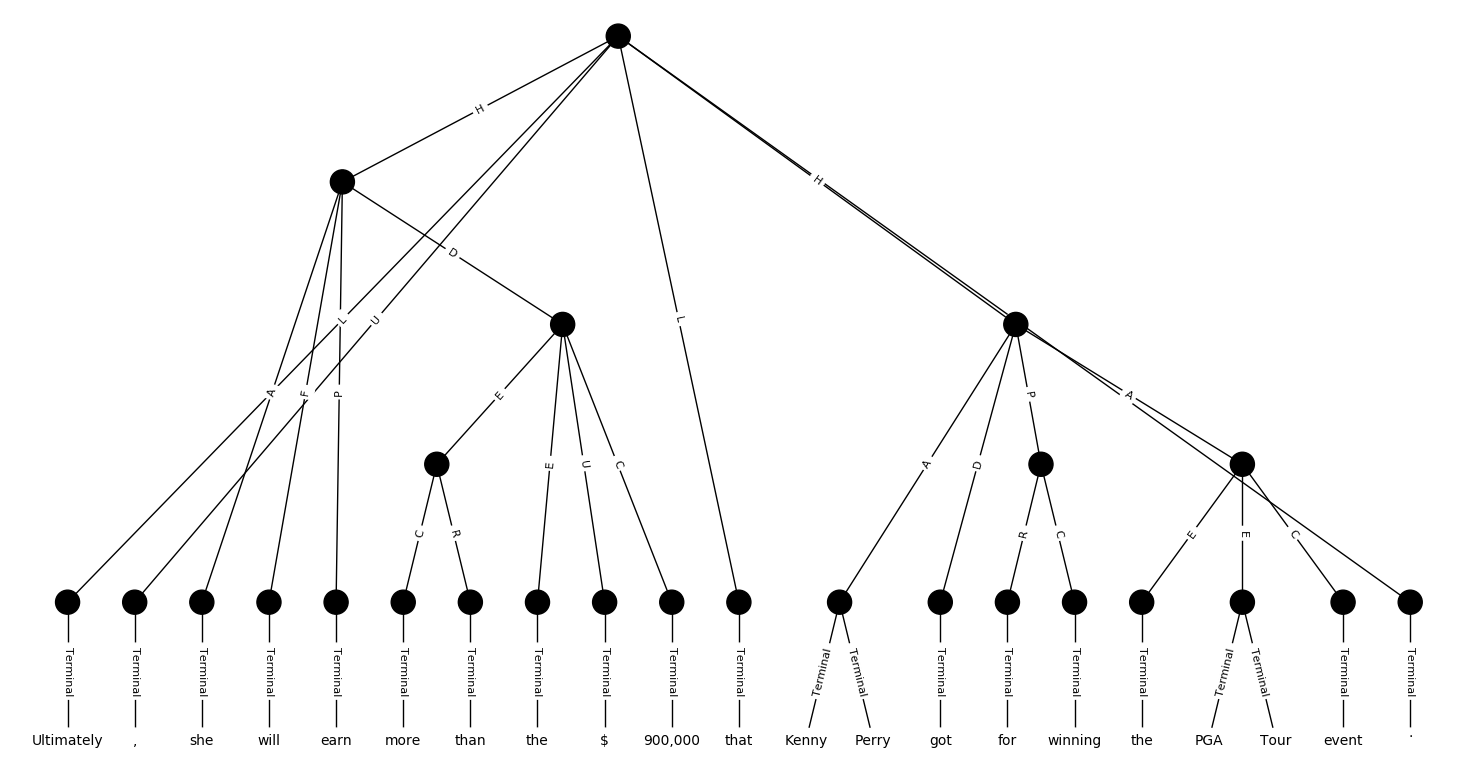 H
H
D
L U L
A F P
P A
E
E U C
A D
C R
R C
E E C
Terminal Terminal Terminal Terminal Terminal Terminal Terminal Terminal Terminal Terminal Terminal Terminal Terminal Terminal Terminal Terminal Terminal Terminal Terminal Terminal Terminal
Ultimately , she will earn more than the $ 900,000 that Kenny Perry got for winning the PGA Tour event .